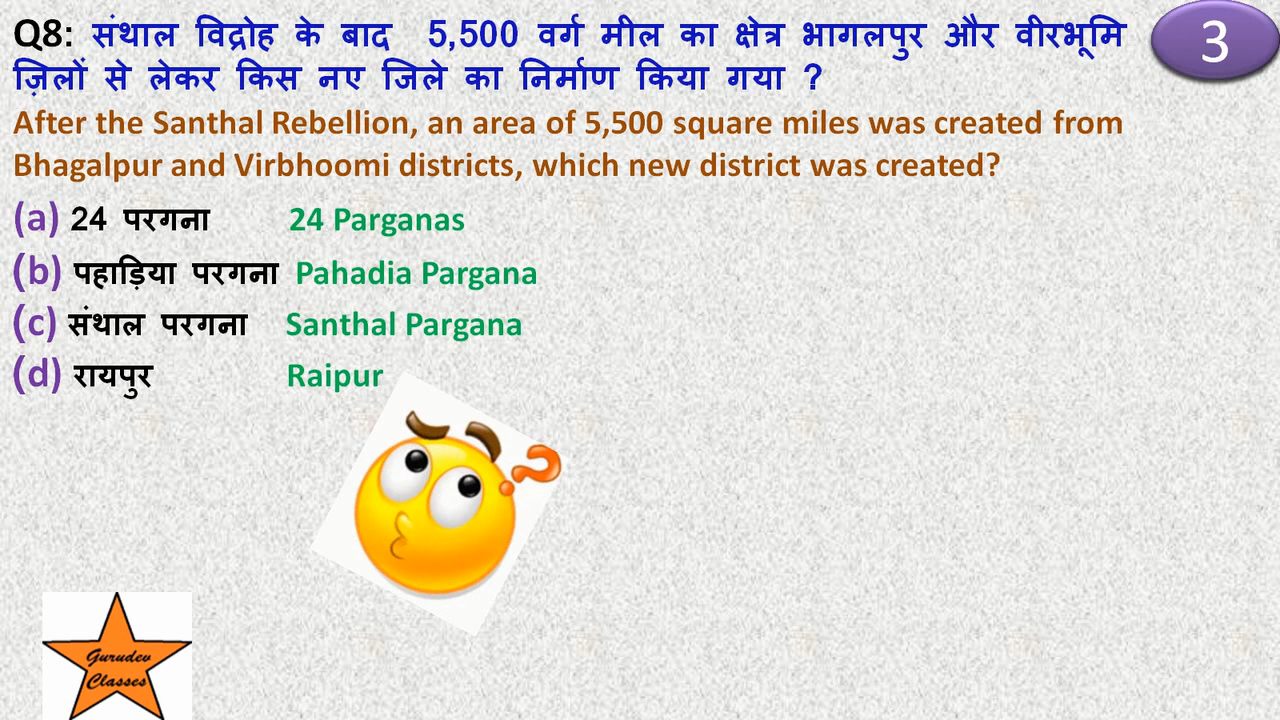 Q8: संथाल विद्रोह के बाद 5,500 वर्ग मील का क्षेत्र भागलपुर और वीरभूमि
ज़िलों से लेकर किस नए जिले का निर्माण किया गया ?
3
After the Santhal Rebellion, an area of 5,500 square miles was created from
Bhagalpur and Virbhoomi districts, which new district was created?
(a) 24 परगना 24 Parganas
(b) पहाड़िया परगना Pahadia Pargana
(c) संथाल परगना Santhal Pargana
(d) रायपुर Raipur
?
Gurudev
Classes